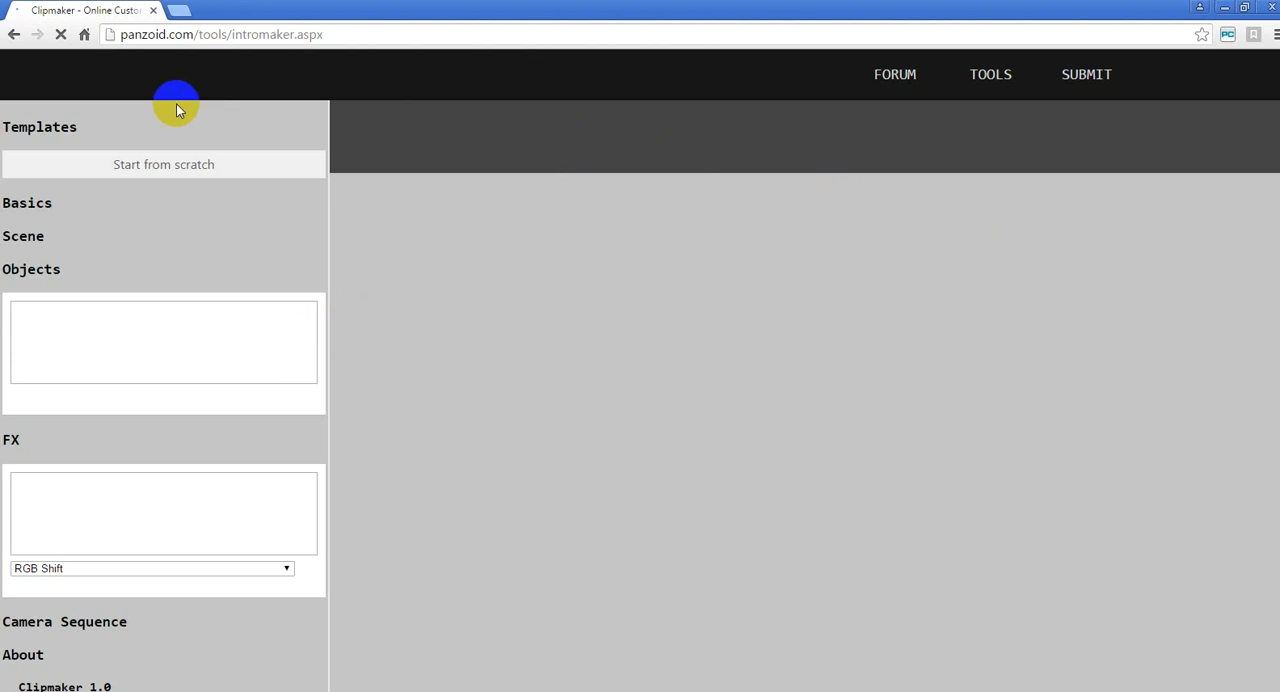 Clipmaker - Online Custo
panzoid.com/tools/intromaker.aspx
PC
FORUM TOOLS SUBMIT
Templates
Start from scratch
Basics
Scene
Objects
FX
RGB Shift
Camera Sequence
About
Clipmaker 1.0